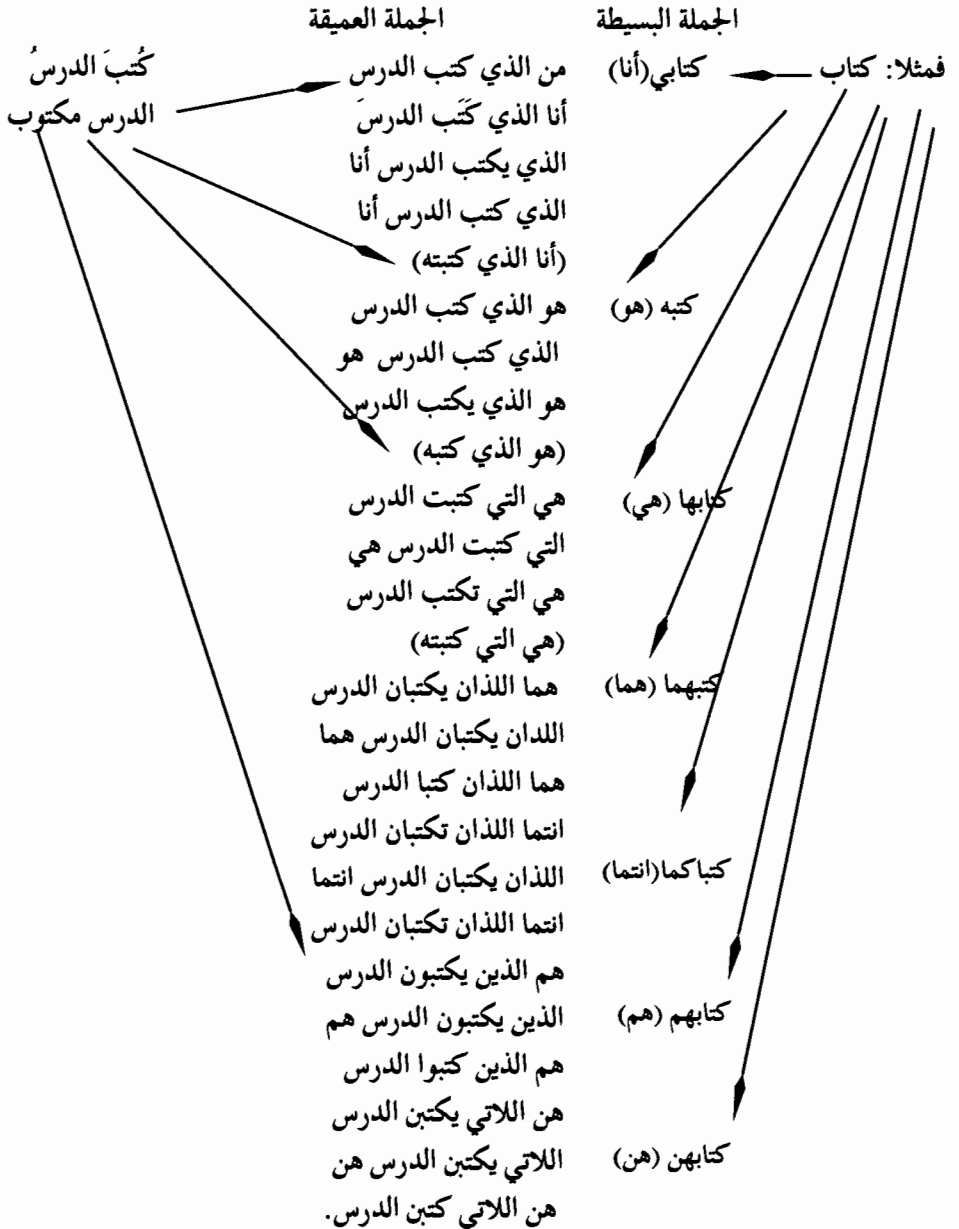 الجملة البسيطة الجملة العميقة
فمثلا: كتاب كتابي(أنا) من الذي كتب الدرس كُتبَ الدرسُ
أنا الذي كَتَب الدرسَ الدرس مكتوب
الذي يكتب الدرس أنا
الذي كتب الدرس أنا
(أنا الذي كتبته)
كتبه (هو) هو الذي كتب الدرس
الذي كتب الدرس هو
هو الذي يكتب الدرس
(هو الذي كتبه)
كتابها (هي) هي التي كتبت الدرس
التي كتبت الدرس هي
هي التي تكتب الدرس
(هي التي كتبته)
كتبهما (هما) هما اللذان يكتبان الدرس
اللدان يكتبان الدرس هما
هما اللذان كتبا الدرس
انتما اللذان تكتبان الدرس
كتباكما(انتما) اللذان يكتبان الدرس انتما
انتما اللذان تكتبان الدرس
هم الذين يكتبون الدرس
كتابهم (هم) الذين يكتبون الدرس هم
هم الذين كتبوا الدرس
هن اللاتي يكتبن الدرس
كتابهن (هن) اللاتي يكتبن الدرس هن
هن اللاتي كتبن الدرس.